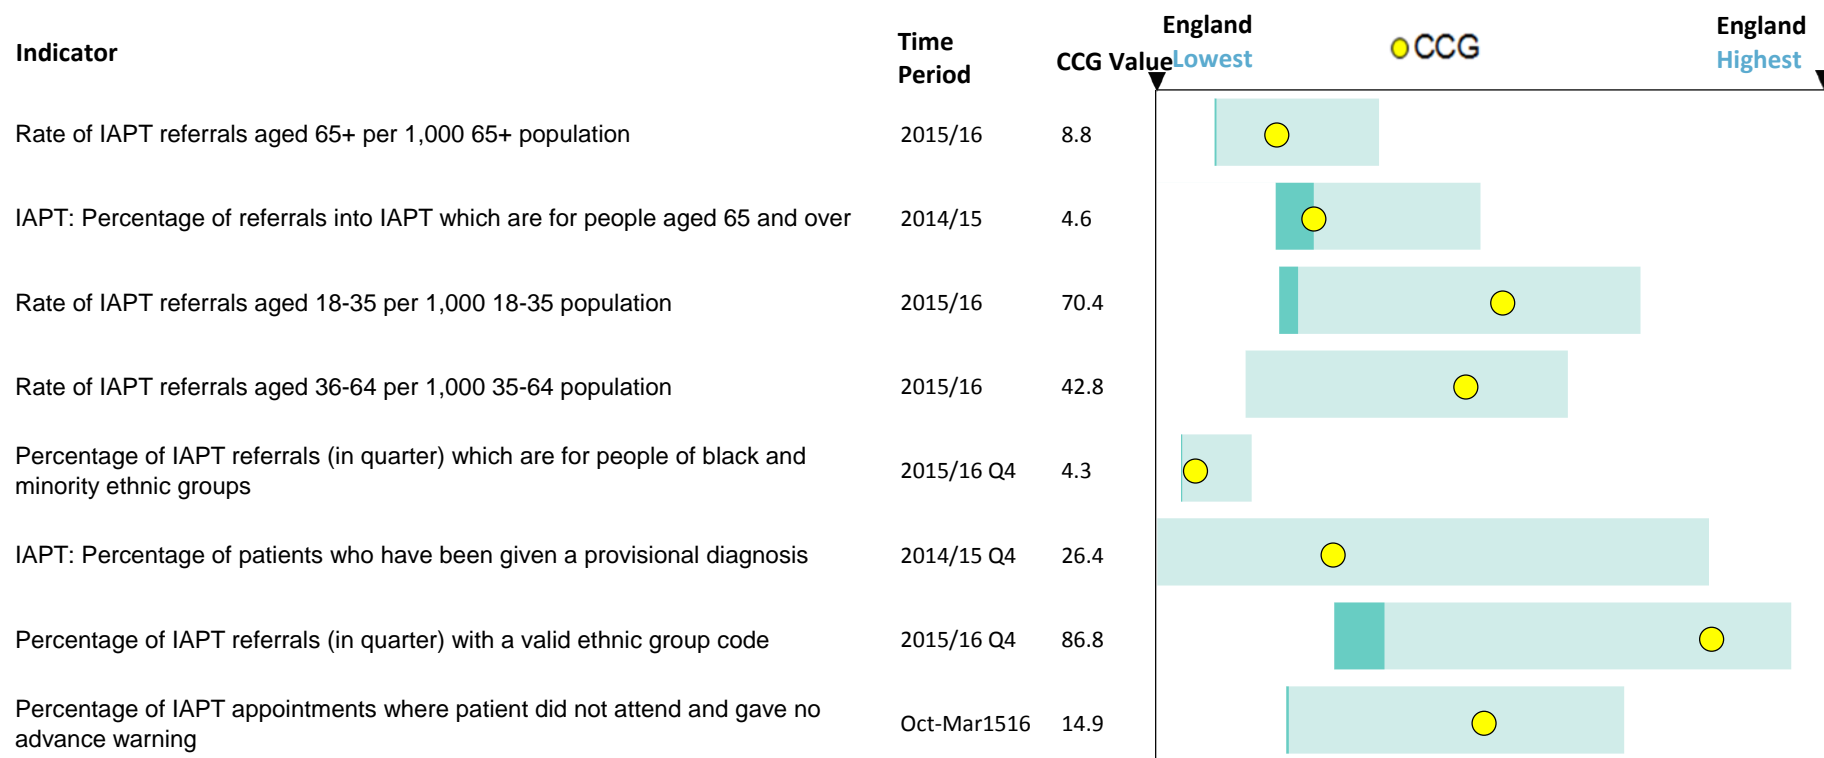 Indicator
Time
Period
CCG Value
England
Lowest
CCG
England
Highest
Rate of IAPT referrals aged 65+ per 1,000 65+ population 2015/16 8.8
IAPT: Percentage of referrals into IAPT which are for people aged 65 and over 2014/15 4.6
Rate of IAPT referrals aged 18-35 per 1,000 18-35 population 2015/16 70.4
Rate of IAPT referrals aged 36-64 per 1,000 35-64 population 2015/16 42.8
Percentage of IAPT referrals (in quarter) which are for people of black and
minority ethnic groups 2015/16 Q4 4.3
IAPT: Percentage of patients who have been given a provisional diagnosis 2014/15 Q4 26.4
Percentage of IAPT referrals (in quarter) with a valid ethnic group code 2015/16 Q4 86.8
Percentage of IAPT appointments where patient did not attend and gave no
advance warning Oct-Mar1516 14.9